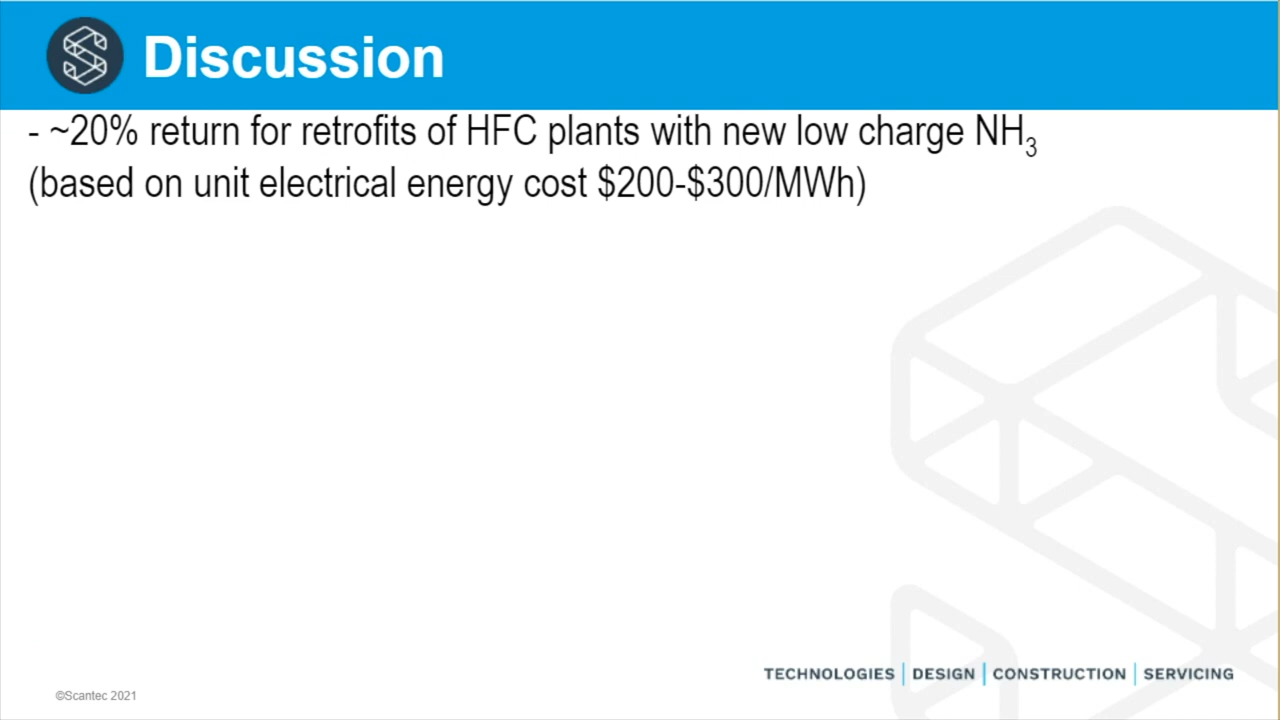 Discussion
- ~20% return for retrofits of HFC plants with new low charge NH₃
(based on unit electrical energy cost $200-$300/MWh)
TECHNOLOGIES | DESIGN | CONSTRUCTION | SERVICING
©Scantec 2021